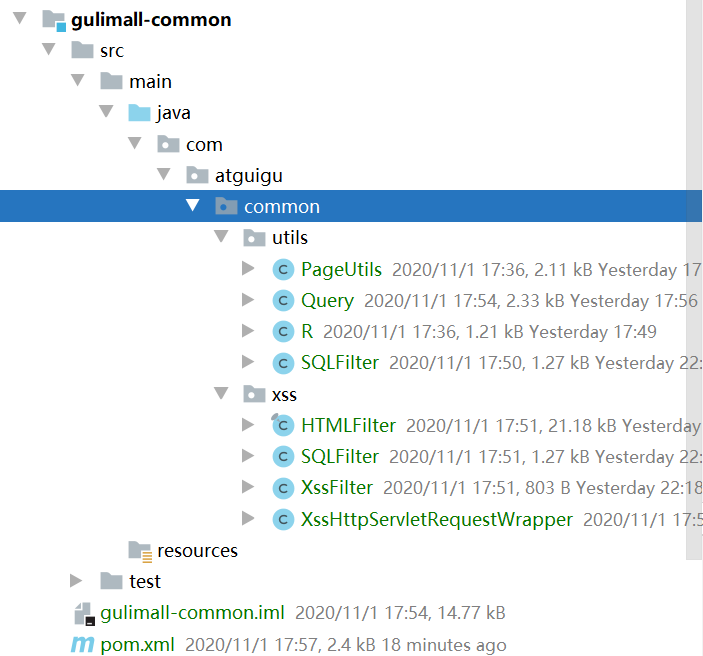 gulimall-common
src
main
java
com
atguigu
common
utils
PageUtils 2020/11/1 17:36, 2.11 kB Yesterday 17
Query 2020/11/1 17:54, 2.33 kB Yesterday 17:56
R 2020/11/1 17:36, 1.21 kB Yesterday 17:49
SQLFilter 2020/11/1 17:50, 1.27 kB Yesterday 22:
xss
HTMLFilter 2020/11/1 17:51, 21.18 kB Yesterday
SQLFilter 2020/11/1 17:51, 1.27 kB Yesterday 22:
XssFilter 2020/11/1 17:51, 803 B Yesterday 22:18
XssHttpServletRequestWrapper 2020/11/1 17:5
resources
test
gulimall-common.iml 2020/11/1 17:54, 14.77 kB
pom.xml 2020/11/1 17:57, 2.4 kB 18 minutes ago